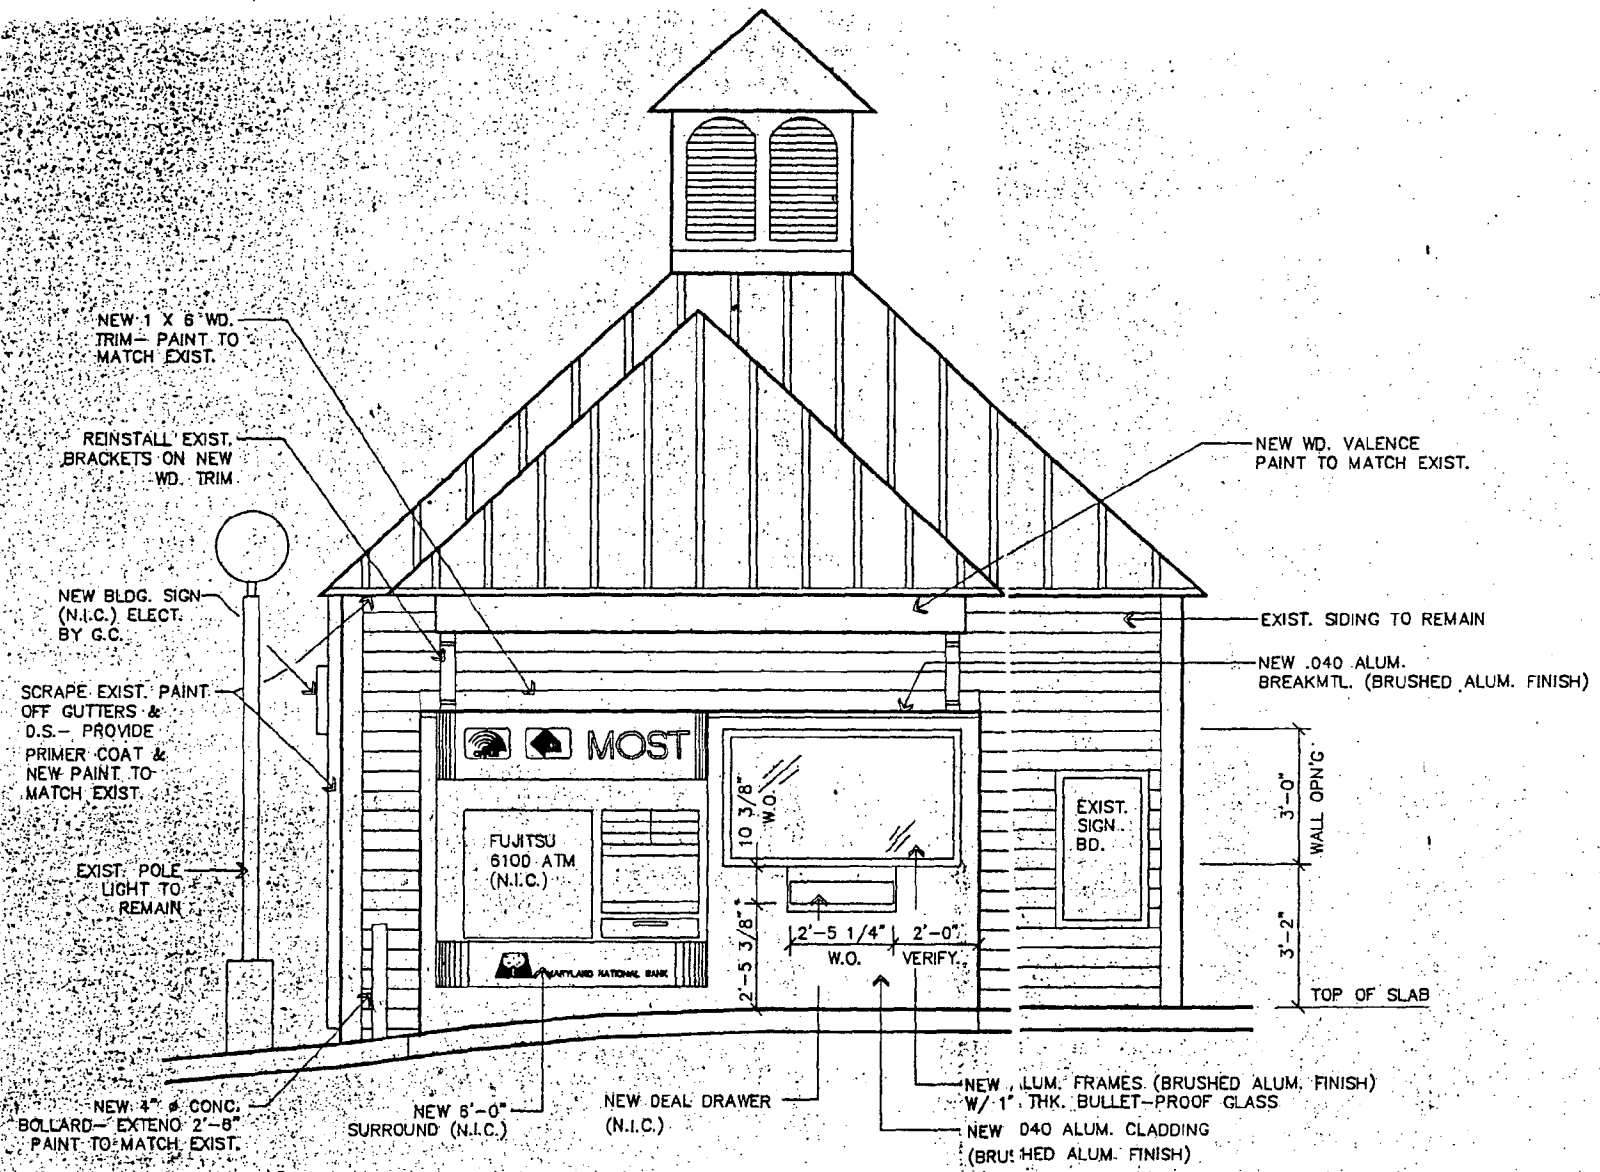 NEW 1 X 6 WD.
TRIM- PAINT TO
MATCH EXIST.
REINSTALL EXIST.
BRACKETS ON NEW
WD. TRIM
NEW BLDG. SIGN
(N.I.C.) ELECT.
BY G.C.
SCRAPE EXIST. PAINT
OFF GUTTERS &
D.S.- PROVIDE
PRIMER COAT &
NEW PAINT TO
MATCH EXIST.
EXIST. POLE
LIGHT TO
REMAIN
NEW 4" ø CONC.
BOLLARD- EXTEND 2'-8"
PAINT TO MATCH EXIST.
MOST
FUJITSU
6100 ATM
(N.I.C.)
MARYLAND NATIONAL BANK
NEW 6'-0"
SURROUND (N.I.C.)
10 3/8"
W.O.
2'-5 3/8"
2'-5 1/4"
W.O.
2'-0"
VERIFY
NEW DEAL DRAWER
(N.I.C.)
EXIST.
SIGN
BD.
NEW WD. VALENCE
PAINT TO MATCH EXIST.
EXIST. SIDING TO REMAIN
NEW .040 ALUM.
BREAKMTL. (BRUSHED ALUM. FINISH)
3'-0"
WALL OPN'G
3'-2"
TOP OF SLAB
NEW LUM. FRAMES (BRUSHED ALUM. FINISH)
W/ 1" THK. BULLET-PROOF GLASS
NEW 040 ALUM. CLADDING
(BRUSHED ALUM. FINISH)